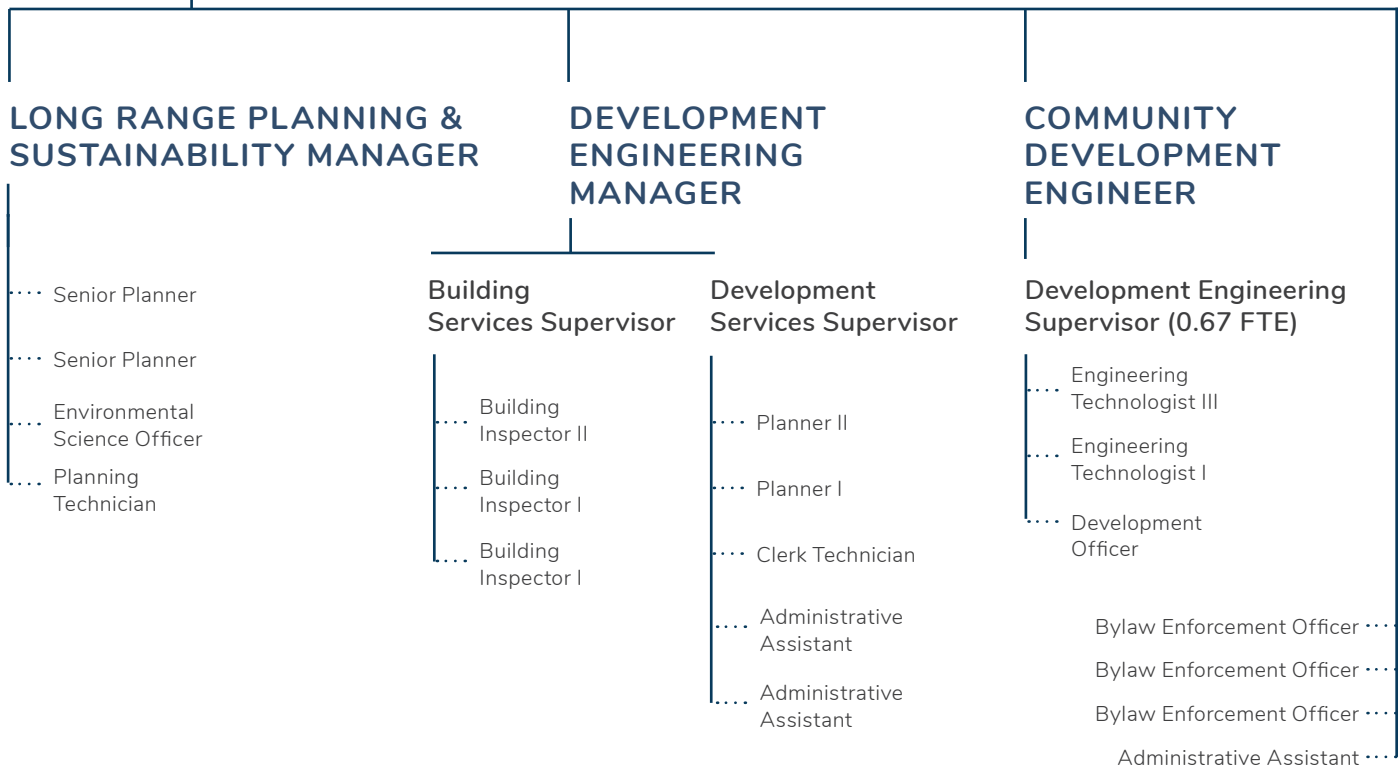 LONG RANGE PLANNING &
SUSTAINABILITY MANAGER
Senior Planner
Senior Planner
Environmental
Science Officer
Planning
Technician
DEVELOPMENT
ENGINEERING
MANAGER
Building
Services Supervisor
Building
Inspector II
Building
Inspector I
Building
Inspector I
Development
Services Supervisor
Planner II
Planner I
Clerk Technician
Administrative
Assistant
Administrative
Assistant
COMMUNITY
DEVELOPMENT
ENGINEER
Development Engineering
Supervisor (0.67 FTE)
Engineering
Technologist III
Engineering
Technologist I
Development
Officer
Bylaw Enforcement Officer
Bylaw Enforcement Officer
Bylaw Enforcement Officer
Administrative Assistant